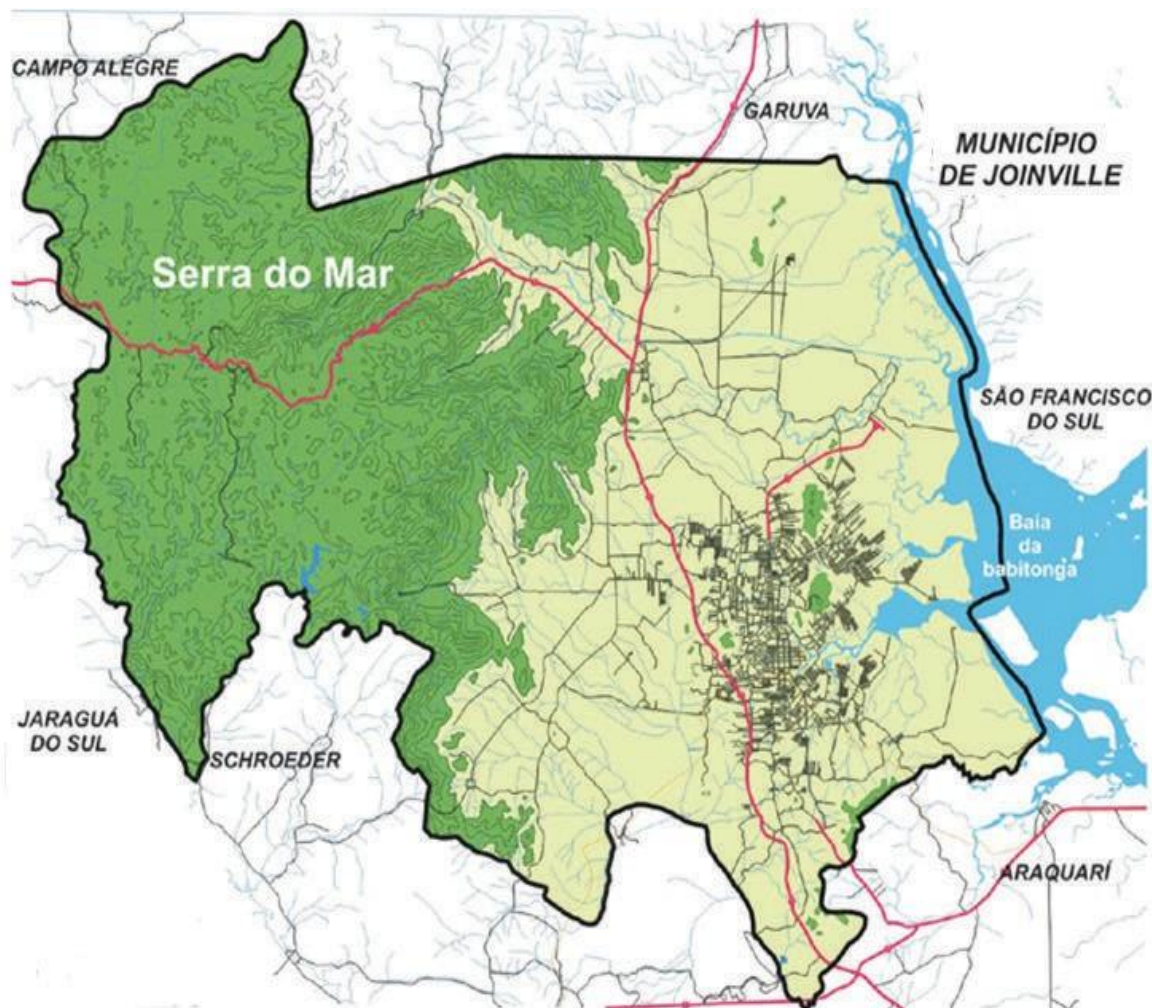 CAMPO ALEGRE
GARUVA
MUNICÍPIO
DE JOINVILLE
Serra do Mar
SÃO FRANCISCO
DO SUL
Baia
da
babitonga
JARAGUÁ
DO SUL
SCHROEDER
ARAQUARÍ